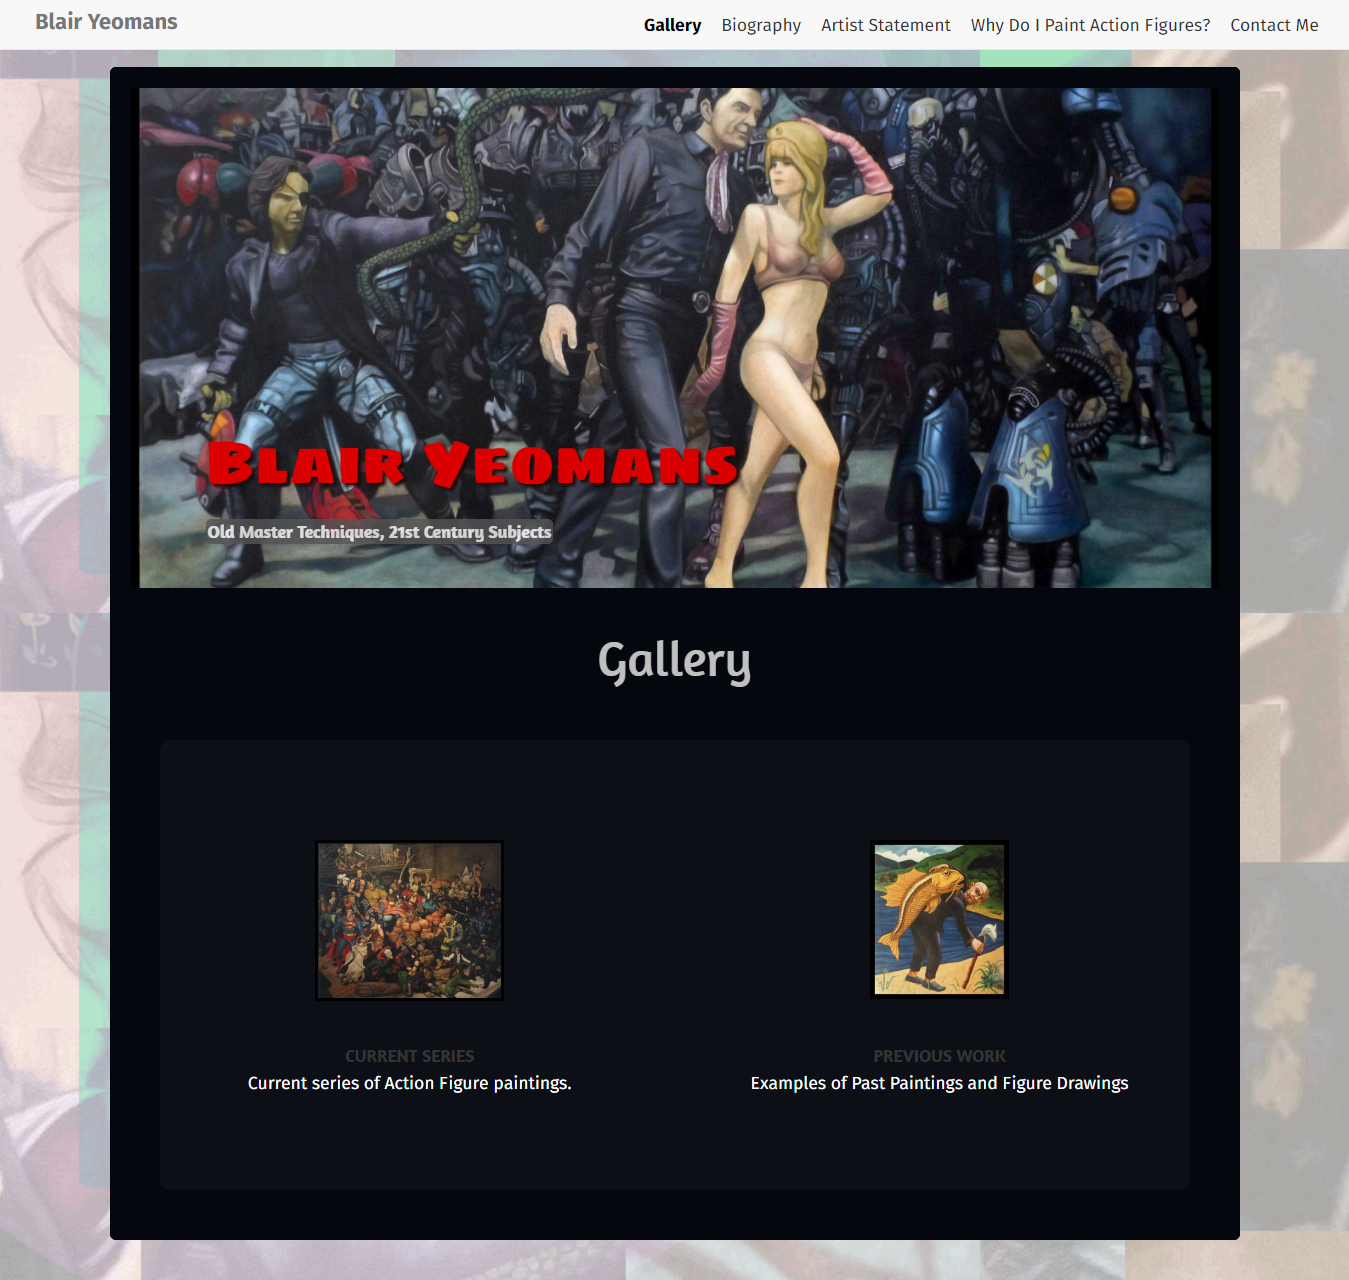 Blair Yeomans
Gallery Biography Artist Statement Why Do I Paint Action Figures? Contact Me
Blair Yeomans
Old Master Techniques, 21st Century Subjects
Gallery
CURRENT SERIES
Current series of Action Figure paintings.
PREVIOUS WORK
Examples of Past Paintings and Figure Drawings